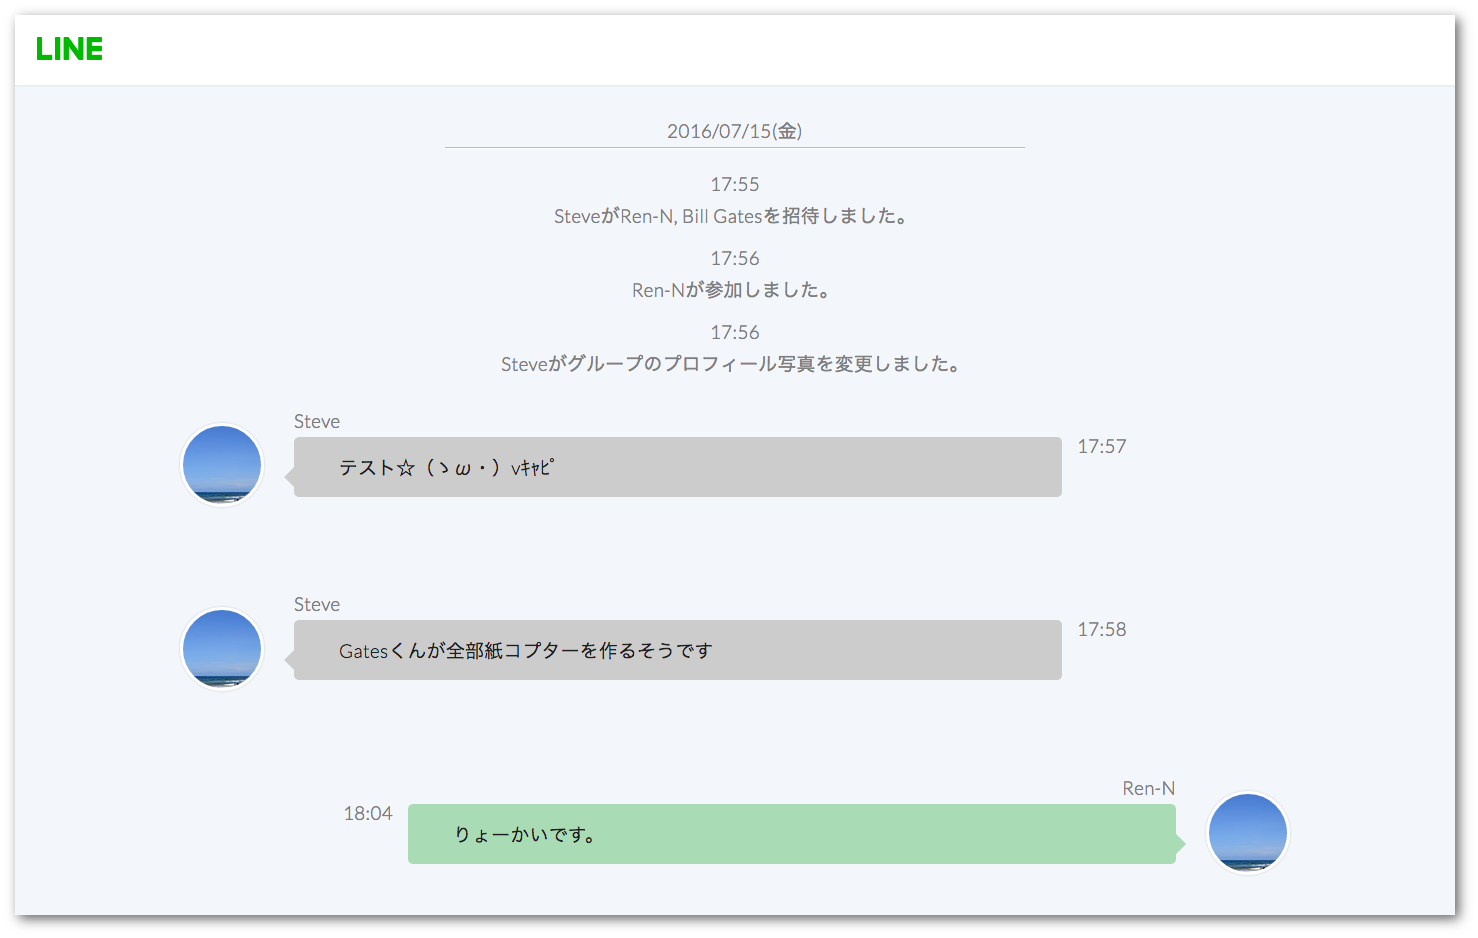 LINE
2016/07/15(金)
17:55
SteveがRen-N, Bill Gatesを招待しました。
17:56
Ren-Nが参加しました。
17:56
Steveがグループのプロフィール写真を変更しました。
Steve
テスト☆（ゝω・）vｷｬﾋﾟ
17:57
Steve
Gatesくんが全部紙コプターを作るそうです
17:58
Ren-N
18:04
りょーかいです。